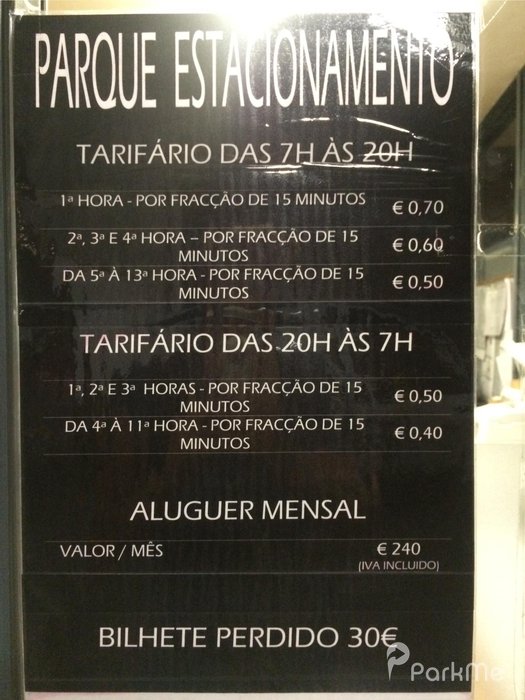 PARQUE ESTACIONAMENTO
TARIFÁRIO DAS 7H ÀS 20H
1ª HORA - POR FRACÇÃO DE 15 MINUTOS € 0,70
2ª, 3ª E 4ª HORA – POR FRACÇÃO DE 15 € 0,60
MINUTOS
DA 5ª À 13ª HORA - POR FRACÇÃO DE 15 € 0,50
MINUTOS
TARIFÁRIO DAS 20H ÀS 7H
1ª, 2ª E 3ª HORAS - POR FRACÇÃO DE 15 € 0,50
MINUTOS
DA 4ª À 11ª HORA - POR FRACÇÃO DE 15 € 0,40
MINUTOS
ALUGUER MENSAL
VALOR / MÊS € 240
(IVA INCLUIDO)
BILHETE PERDIDO 30€
ParkMe